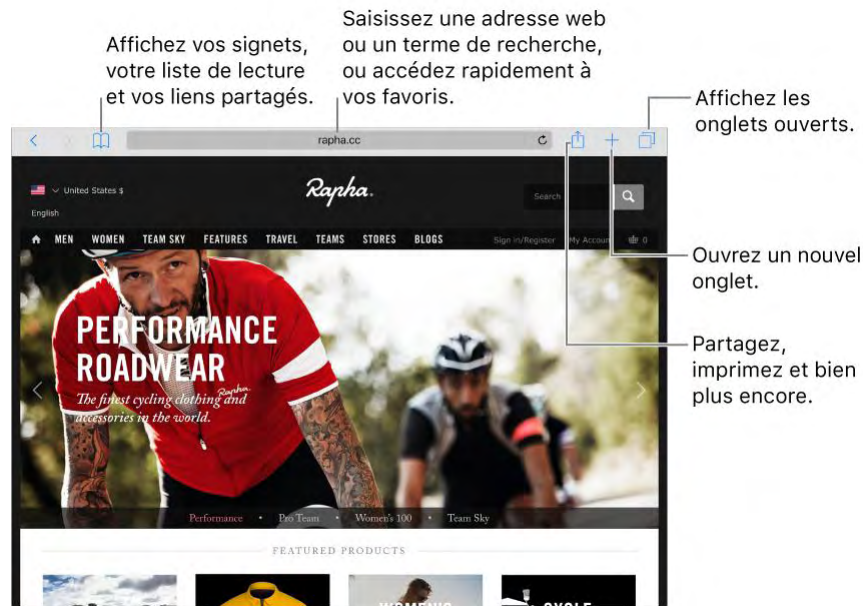 Saisissez une adresse web
ou un terme de recherche,
ou accédez rapidement à
vos favoris.
Affichez vos signets,
votre liste de lecture
et vos liens partagés.
Affichez les
onglets ouverts.
rapha.cc
United States $
English
Rapha.
Search
MEN WOMEN TEAM SKY FEATURES TRAVEL TEAMS STORES BLOGS Sign in/Register My Account 0
Ouvrez un nouvel
onglet.
PERFORMANCE
ROADWEAR
The finest cycling clothing and
accessories in the world.
Rapha
Partagez,
imprimez et bien
plus encore.
Performance • Pro Team • Women's 100 • Team Sky
FEATURED PRODUCTS
WOMEN'S
CYCLE